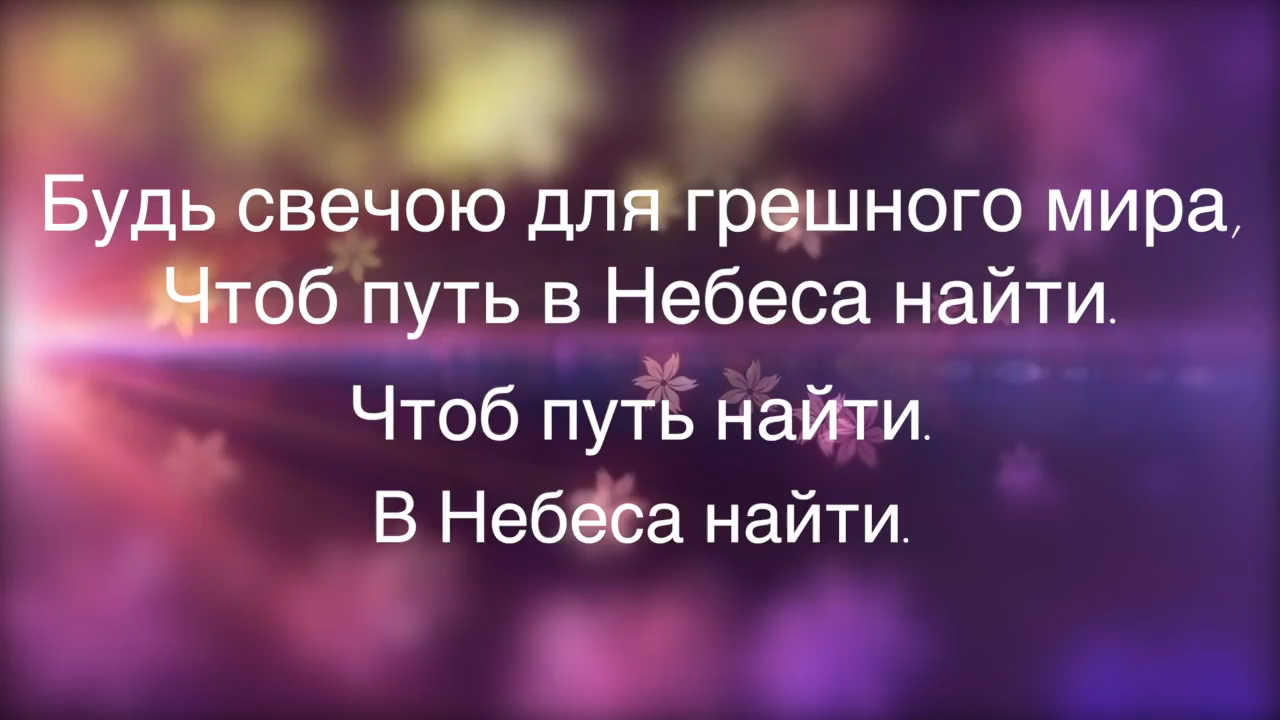 Будь свечою для грешного мира,
Чтоб путь в Небеса найти.
Чтоб путь найти.
В Небеса найти.